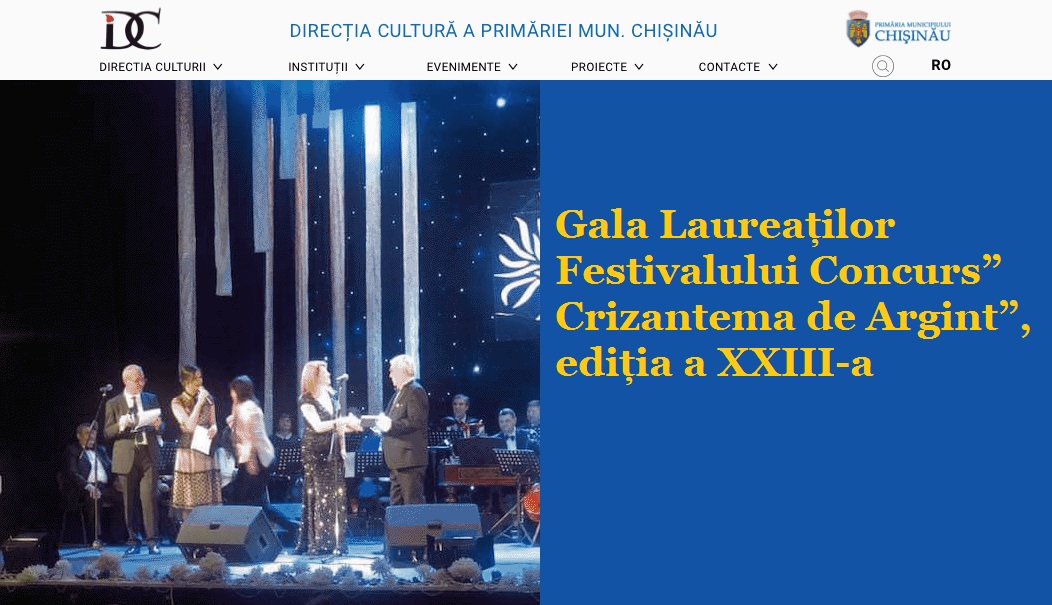 DC
DIRECȚIA CULTURĂ A PRIMĂRIEI MUN. CHIȘINĂU
PRIMĂRIA MUNICIPIULUI
CHIȘINĂU
DIRECTIA CULTURII
INSTITUȚII
EVENIMENTE
PROIECTE
CONTACTE
RO
Gala Laureaților
Festivalului Concurs”
Crizantema de Argint”,
ediția a XXIII-a